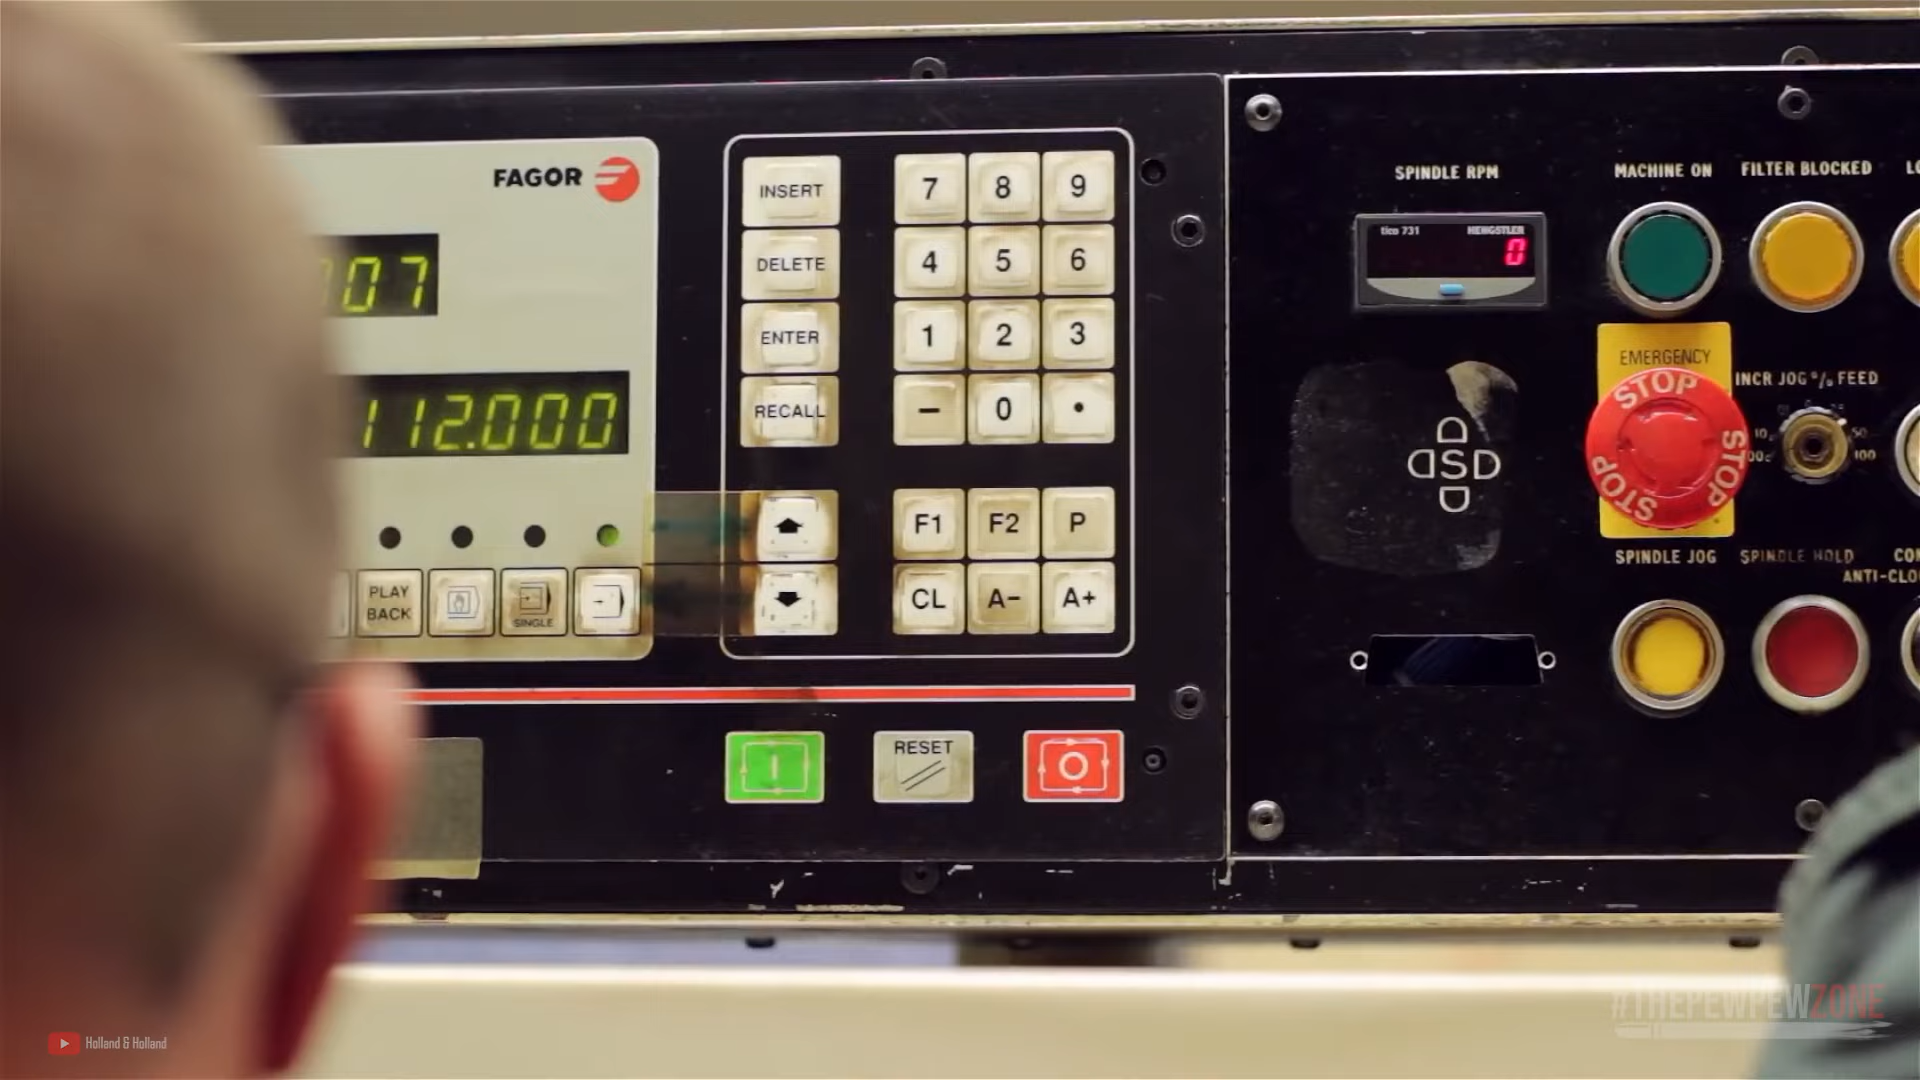 FAGOR
07
112.000
PLAY
BACK
SINGLE
INSERT
DELETE
ENTER
RECALL
7 8 9
4 5 6
1 2 3
- 0 .
F1 F2 P
CL A- A+
RESET
SPINDLE RPM
tico 731 HENGSTLER
0
MACHINE ON
FILTER BLOCKED
EMERGENCY
STOP
STOP
STOP
INCR JOG % FEED
50
100
DSD
SPINDLE JOG
SPINDLE HOLD
ANTI-CLO
Holland & Holland
#THEPEWPEWZONE